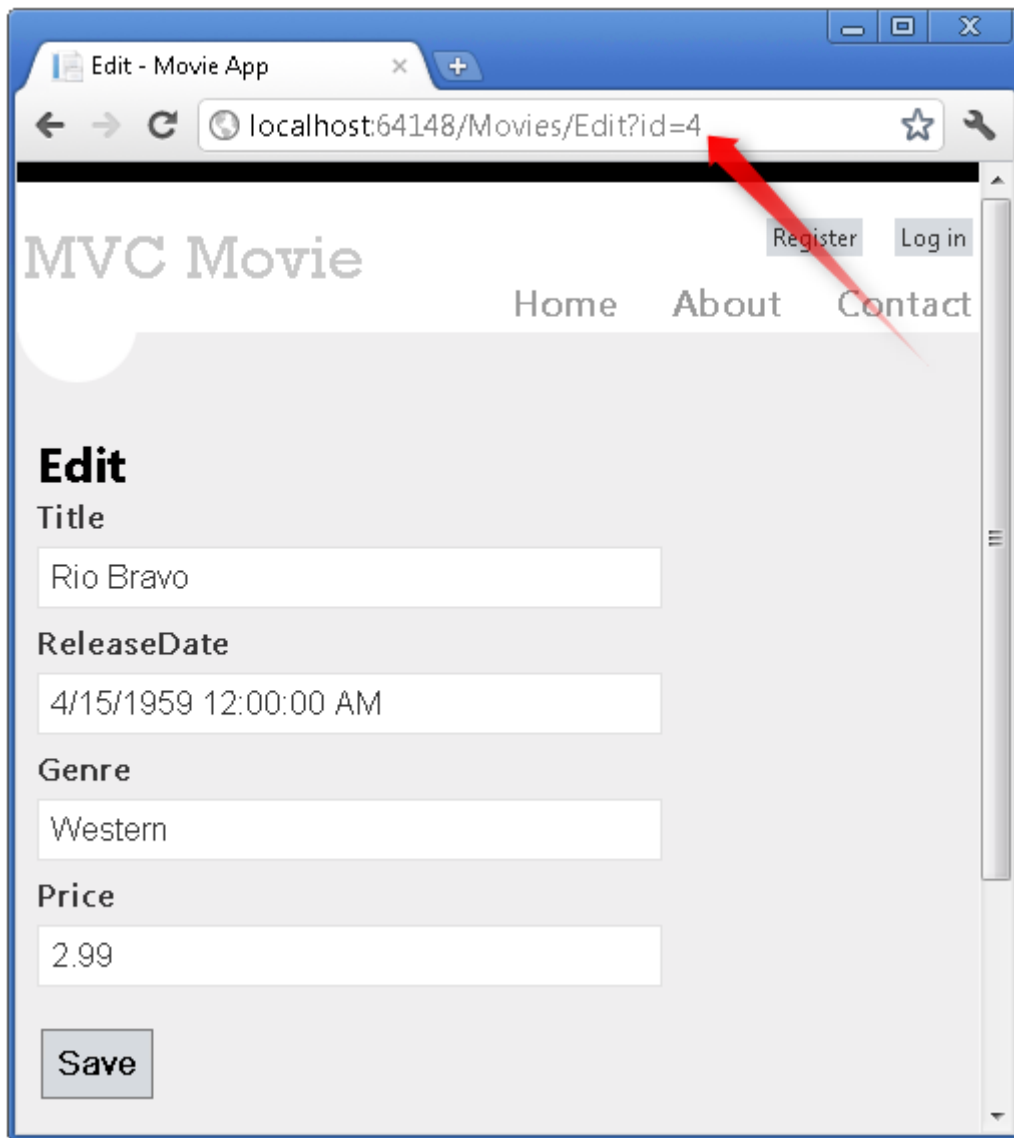 Edit - Movie App
localhost:64148/Movies/Edit?id=4
Register Log in
MVC Movie
Home About Contact
Edit
Title
Rio Bravo
ReleaseDate
4/15/1959 12:00:00 AM
Genre
Western
Price
2.99
Save